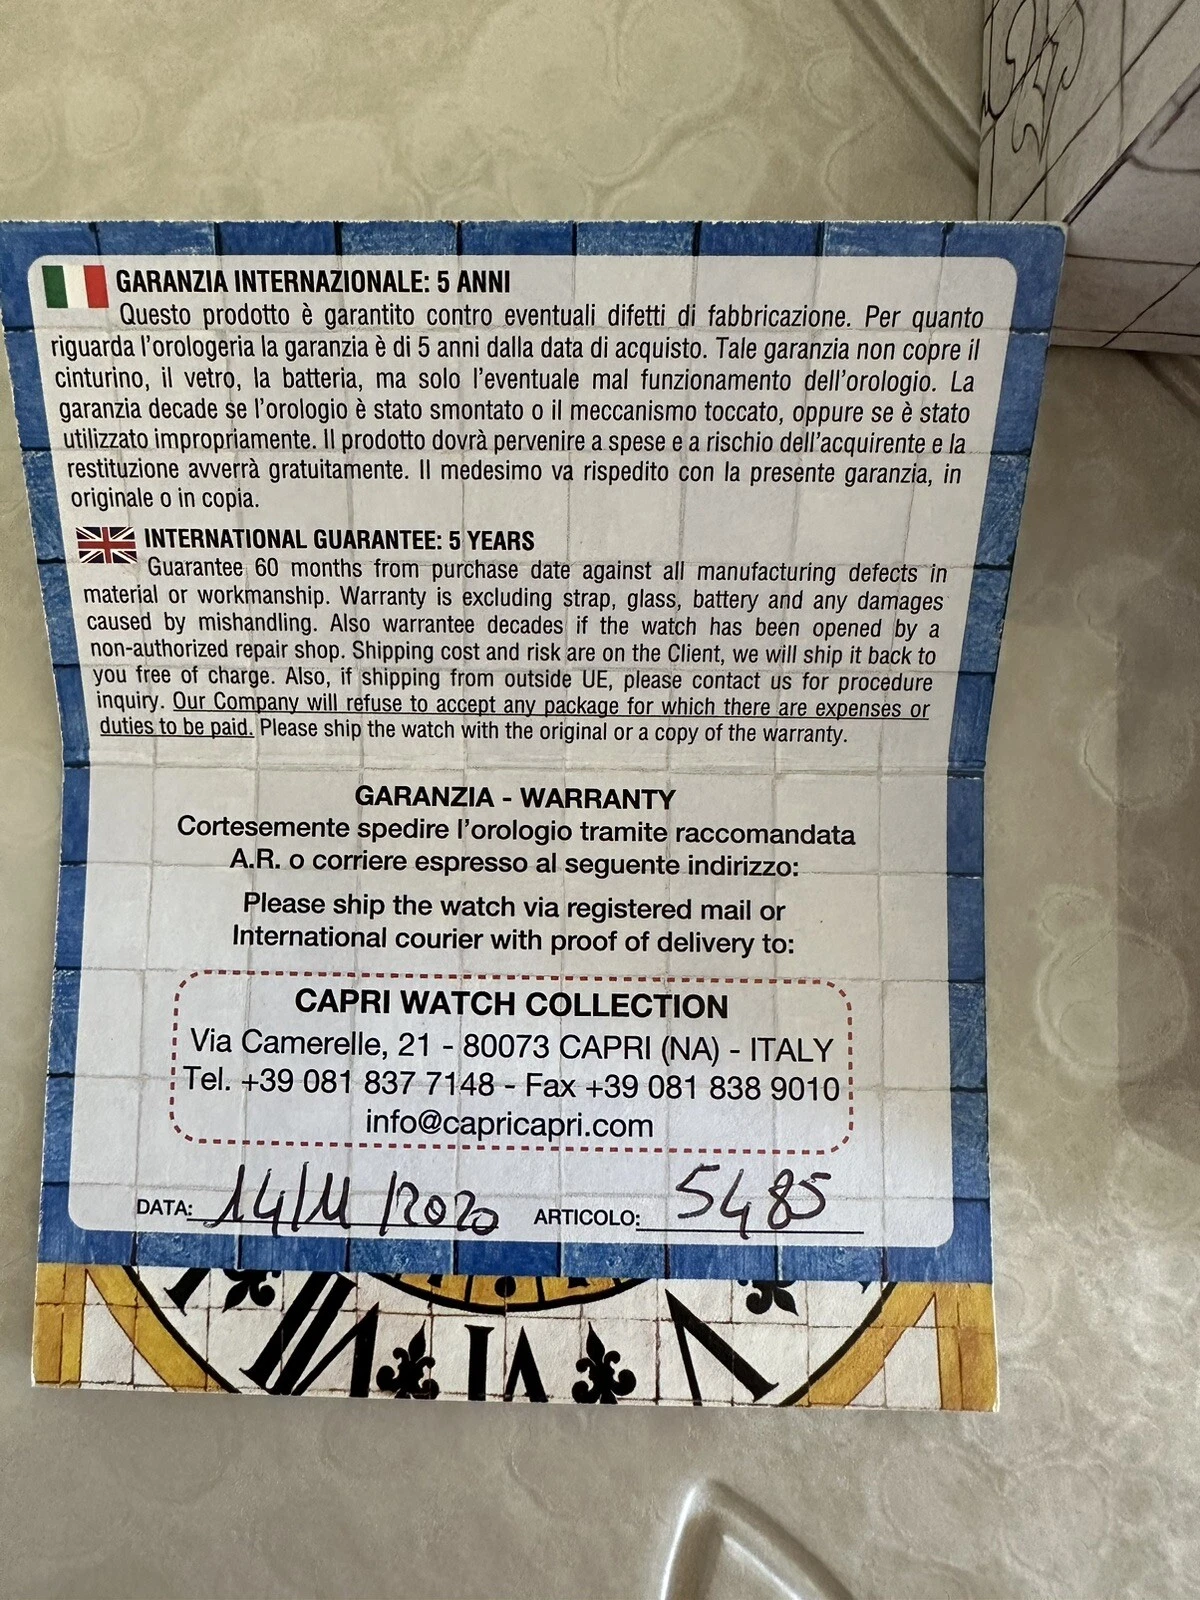 GARANZIA INTERNAZIONALE: 5 ANNI
Questo prodotto è garantito contro eventuali difetti di fabbricazione. Per quanto
riguarda l'orologeria la garanzia è di 5 anni dalla data di acquisto. Tale garanzia non copre il
cinturino, il vetro, la batteria, ma solo l'eventuale mal funzionamento dell'orologio. La
garanzia decade se l'orologio è stato smontato o il meccanismo toccato, oppure se è stato
utilizzato impropriamente. Il prodotto dovrà pervenire a spese e a rischio dell'acquirente e la
restituzione avverrà gratuitamente. Il medesimo va rispedito con la presente garanzia, in
originale o in copia.
INTERNATIONAL GUARANTEE: 5 YEARS
Guarantee 60 months from purchase date against all manufacturing defects in
material or workmanship. Warranty is excluding strap, glass, battery and any damages
caused by mishandling. Also warrantee decades if the watch has been opened by a
non-authorized repair shop. Shipping cost and risk are on the Client, we will ship it back to
you free of charge. Also, if shipping from outside UE, please contact us for procedure
inquiry. Our Company will refuse to accept any package for which there are expenses or
duties to be paid. Please ship the watch with the original or a copy of the warranty.
GARANZIA - WARRANTY
Cortesemente spedire l'orologio tramite raccomandata
A.R. o corriere espresso al seguente indirizzo:
Please ship the watch via registered mail or
International courier with proof of delivery to:
CAPRI WATCH COLLECTION
Via Camerelle, 21 - 80073 CAPRI (NA) - ITALY
Tel. +39 081 837 7148 - Fax +39 081 838 9010
info@capricapri.com
DATA: 14/11/2020 ARTICOLO: 5485
VII VI V